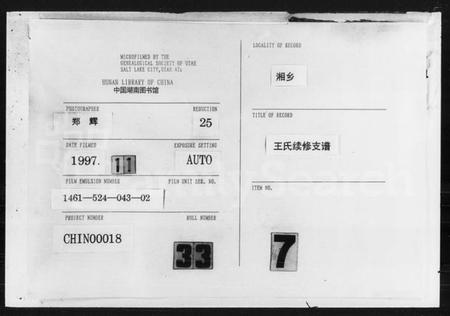 MICROFILMED BY THE
GENEALOGICAL SOCIETY OF UTAH
SALT LAKE CITY, UTAH AT:
HUNAN LIBRARY OF CHINA
中国湖南图书馆
PHOTOGRAPHER
REDUCTION
郑 辉
25
DATE FILMED
EXPOSURE SETTING
1997. 11
AUTO
FILM EMULSION NUMBER
FILM UNIT SER. NO.
1461—524—043—02
PROJECT NUMBER
ROLL NUMBER
CHINO0018
33
LOCALITY OF RECORD
湘乡
TITLE OF RECORD
王氏续修支谱
ITEM NO.
7